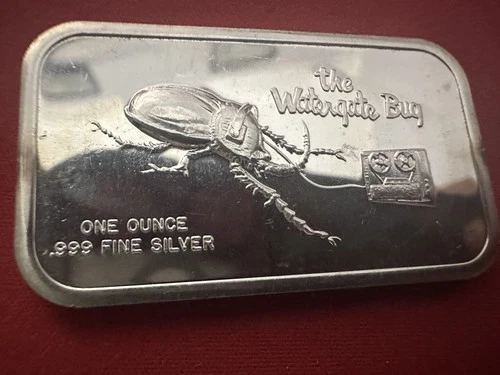 the
Watergate Bug
ONE OUNCE
.999 FINE SILVER